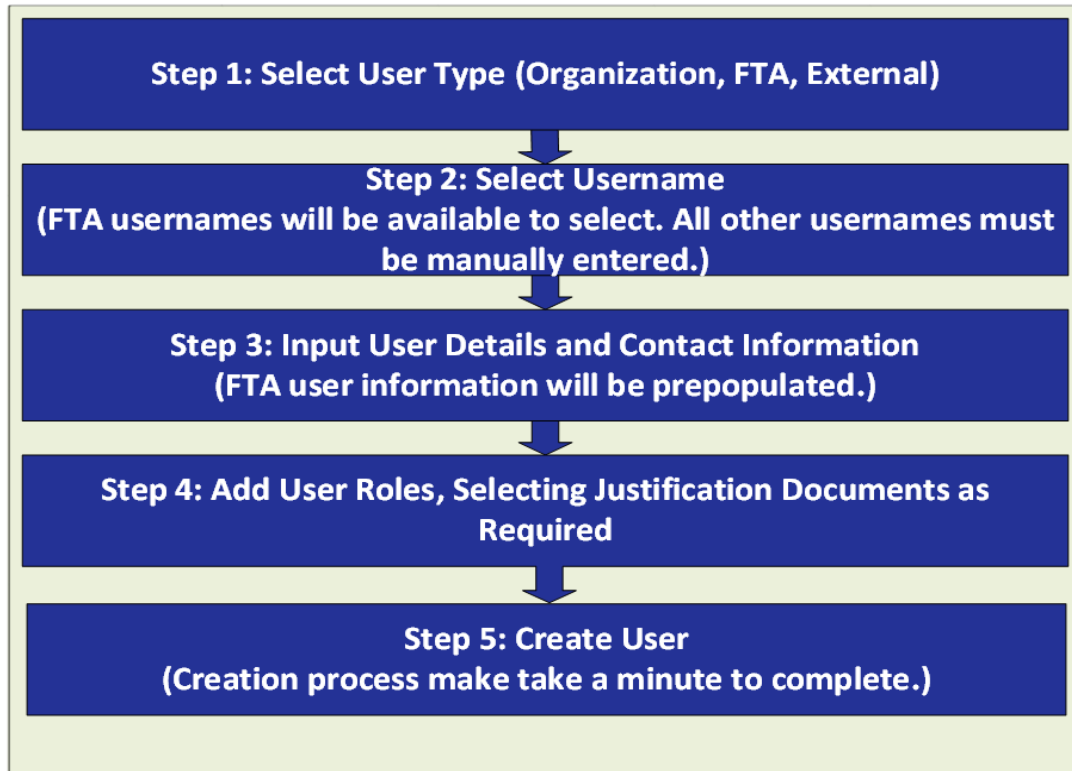 Step 1: Select User Type (Organization, FTA, External)
Step 2: Select Username
(FTA usernames will be available to select. All other usernames must
be manually entered.)
Step 3: Input User Details and Contact Information
(FTA user information will be prepopulated.)
Step 4: Add User Roles, Selecting Justification Documents as
Required
Step 5: Create User
(Creation process make take a minute to complete.)